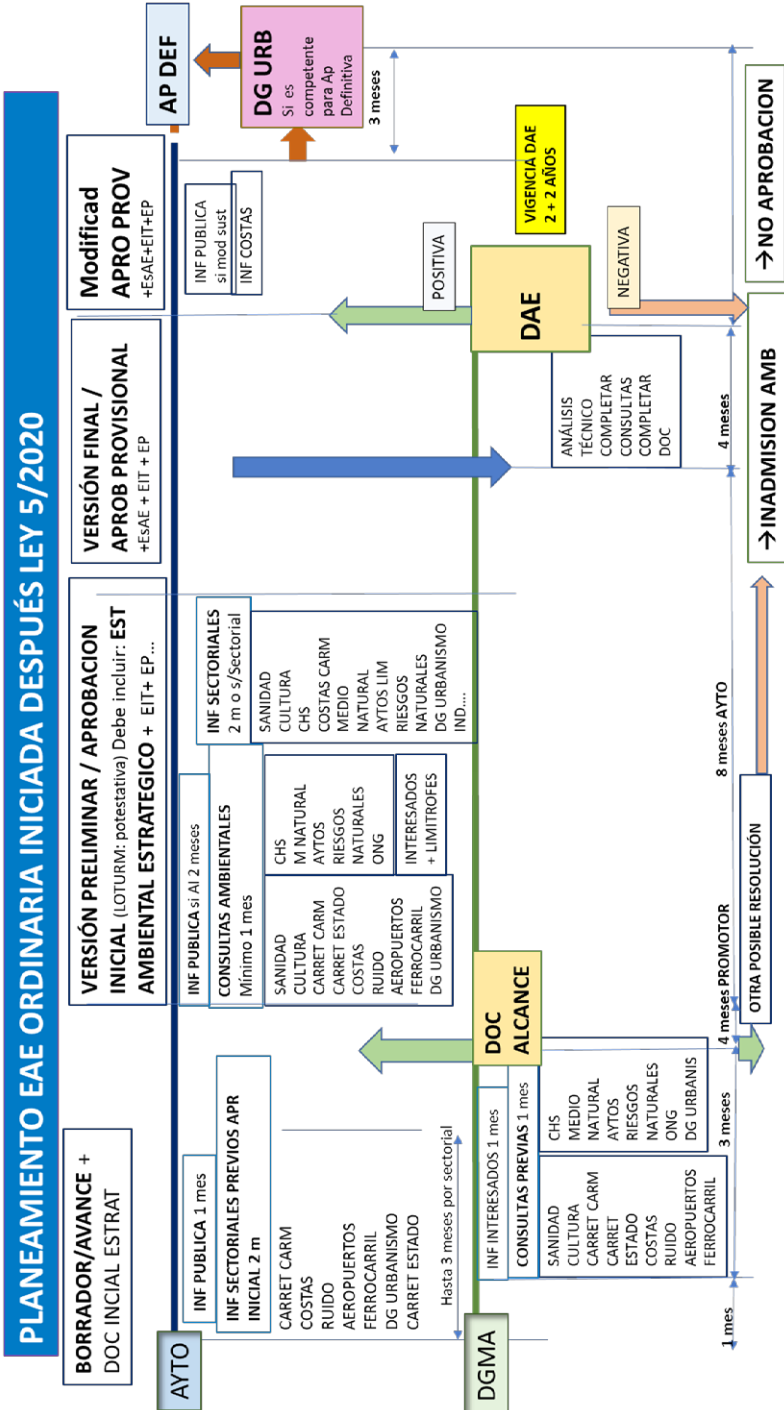 PLANEAMIENTO EAE ORDINARIA INICIADA DESPUÉS LEY 5/2020
BORRADOR/AVANCE +
DOC INCIAL ESTRAT
VERSIÓN PRELIMINAR / APROBACION
INICIAL (LOTURM: potestativa) Debe incluir: EST
AMBIENTAL ESTRATEGICO + EIT+ EP...
VERSIÓN FINAL /
APROB PROVISIONAL
+EsAE + EIT + EP
Modificad
APRO PROV
+EsAE+EIT+EP
AP DEF
AYTO
INF PUBLICA 1 mes
INF SECTORIALES PREVIOS APR
INICIAL 2 m
CARRET CARM
COSTAS
RUIDO
AEROPUERTOS
FERROCARRIL
DG URBANISMO
CARRET ESTADO
Hasta 3 meses por sectorial
INF PUBLICA si AI 2 meses
CONSULTAS AMBIENTALES
Mínimo 1 mes
SANIDAD
CULTURA
CARRET CARM
CARRET ESTADO
COSTAS
RUIDO
AEROPUERTOS
FERROCARRIL
DG URBANISMO
CHS
M NATURAL
AYTOS
RIESGOS
NATURALES
ONG
INTERESADOS
+ LIMITROFES
INF SECTORIALES
2 m o s/Sectorial
SANIDAD
CULTURA
CHS
COSTAS CARM
MEDIO
NATURAL
AYTOS LIM
RIESGOS
NATURALES
DG URBANISMO
IND....
INF PUBLICA
si mod sust
INF COSTAS
DG URB
Si es
competente
para Ap
Definitiva
3 meses
DGMA
INF INTERESADOS 1 mes
CONSULTAS PREVIAS 1 mes
SANIDAD
CULTURA
CARRET CARM
CARRET
ESTADO
COSTAS
RUIDO
AEROPUERTOS
FERROCARRIL
CHS
MEDIO
NATURAL
AYTOS
RIESGOS
NATURALES
ONG
DG URBANIS
DOC
ALCANCE
POSITIVA
DAE
VIGENCIA DAE
2 + 2 AÑOS
NEGATIVA
ANÁLISIS
TÉCNICO
COMPLETAR
CONSULTAS
COMPLETAR
DOC
1 mes
3 meses
4 meses PROMOTOR
8 meses AYTO
4 meses
OTRA POSIBLE RESOLUCIÓN
→INADMISION AMB
→NO APROBACION